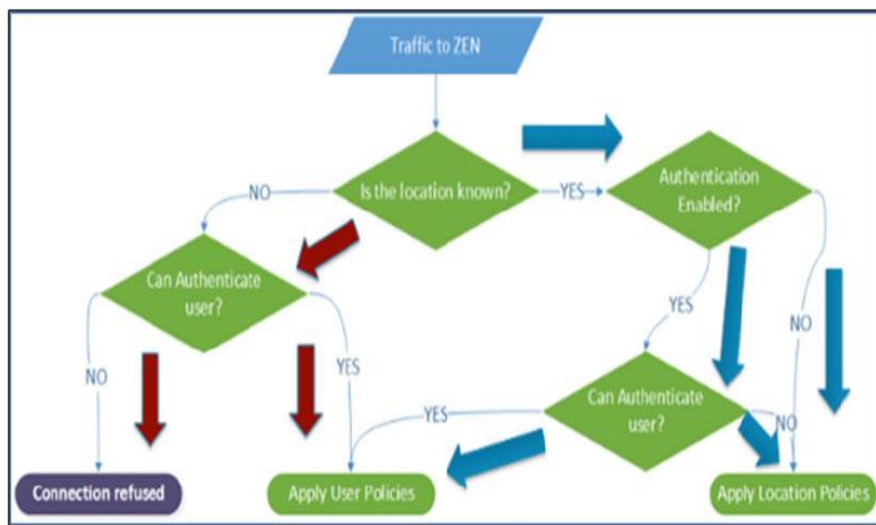 Traffic to ZEN
Is the location known?
Authentication
Enabled?
NO
YES
Can Authenticate
user?
YES
NO
NO
YES
Can Authenticate
user?
YES
NO
Connection refused
Apply User Policies
Apply Location Policies